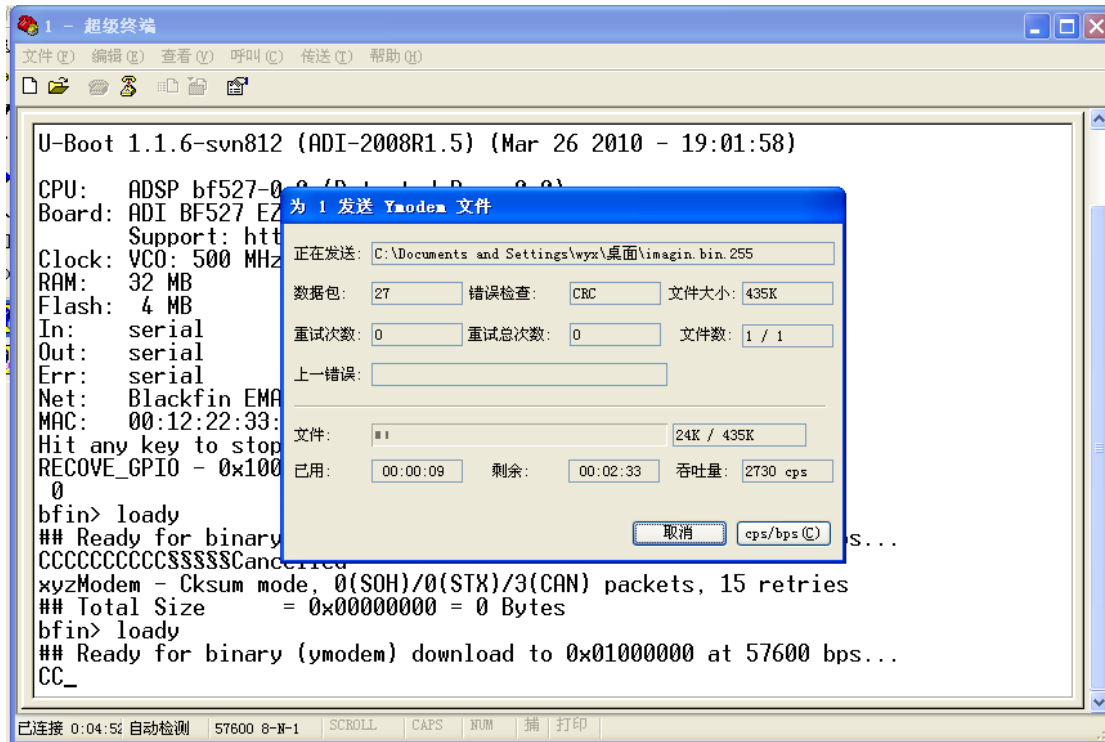 1 - 超级终端
文件(F) 编辑(E) 查看(V) 呼叫(C) 传送(T) 帮助(H)
U-Boot 1.1.6-svn812 (ADI-2008R1.5) (Mar 26 2010 - 19:01:58)
CPU: ADSP bf527-0.
Board: ADI BF527 EZ
Support: htt
Clock: VCO: 500 MHz
RAM: 32 MB
Flash: 4 MB
In: serial
Out: serial
Err: serial
Net: Blackfin EMA
MAC: 00:12:22:33:
Hit any key to stop
RECOVE_GPIO - 0x100
0
bfin> loady
## Ready for binary s...
CCCCCCCCCC§§§§§Cancelled
xyzModem - Cksum mode, 0(SOH)/0(STX)/3(CAN) packets, 15 retries
## Total Size = 0x00000000 = 0 Bytes
bfin> loady
## Ready for binary (ymodem) download to 0x01000000 at 57600 bps...
CC_
为 1 发送 Ymodem 文件
正在发送: C:\Documents and Settings\wyx\桌面\imagin.bin.255
数据包: 27 错误检查: CRC 文件大小: 435K
重试次数: 0 重试总次数: 0 文件数: 1 / 1
上一错误:
文件: 24K / 435K
已用: 00:00:09 剩余: 00:02:33 吞吐量: 2730 cps
取消 cps/bps(C)
已连接 0:04:52 自动检测 57600 8-N-1 SCROLL CAPS NUM 捕 打印